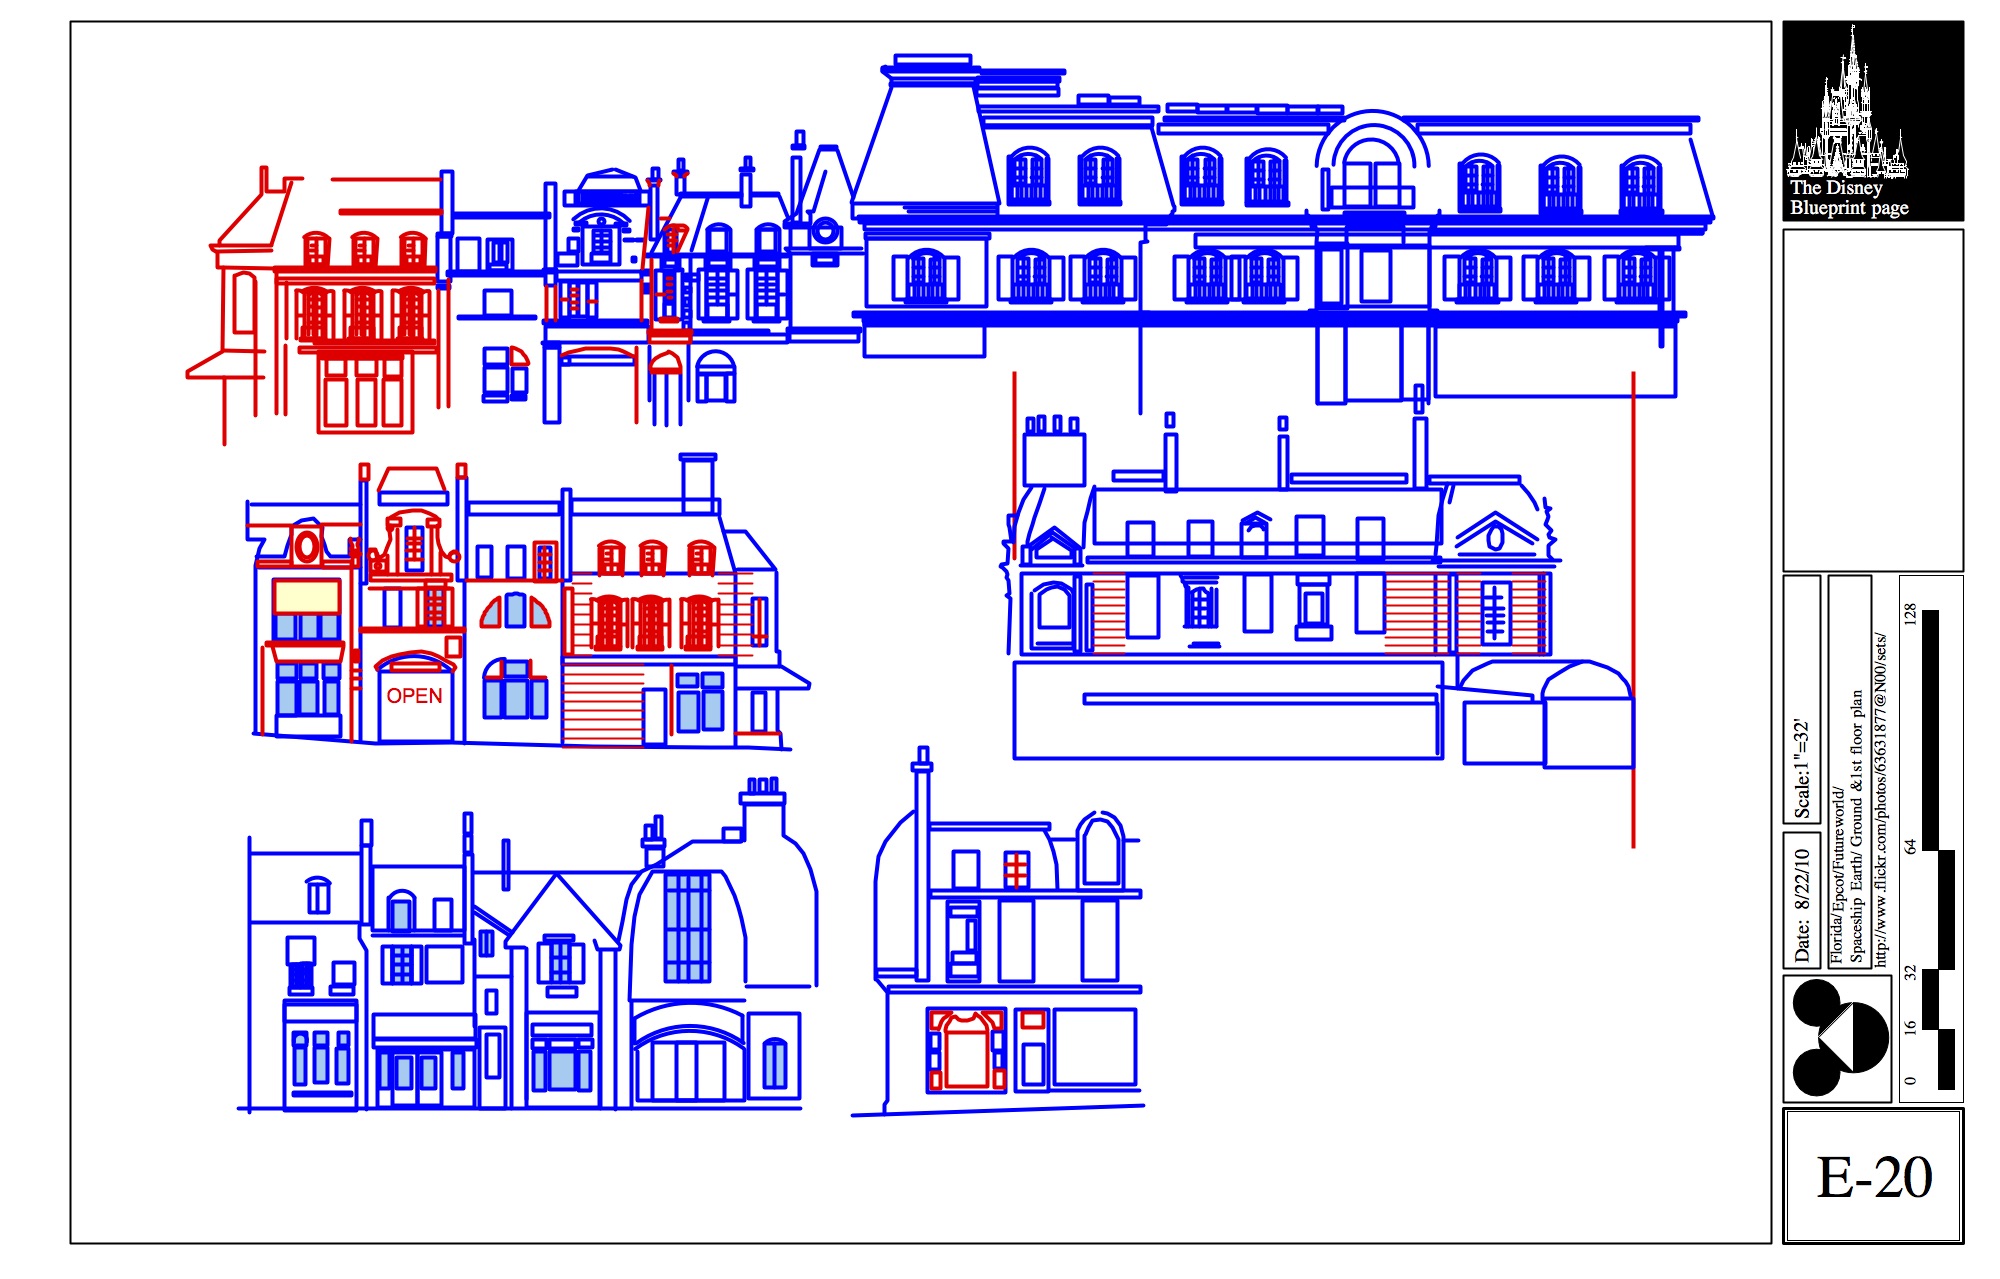 The Disney
Blueprint page
OPEN
128
64
32
16
0
Scale:1"=32'
Date: 8/22/10
Florida/Epcot/Futureworld/
Spaceship Earth/ Ground &1st floor plan
http://www .flickr.com/photos/63631877@N00/sets/
E-20